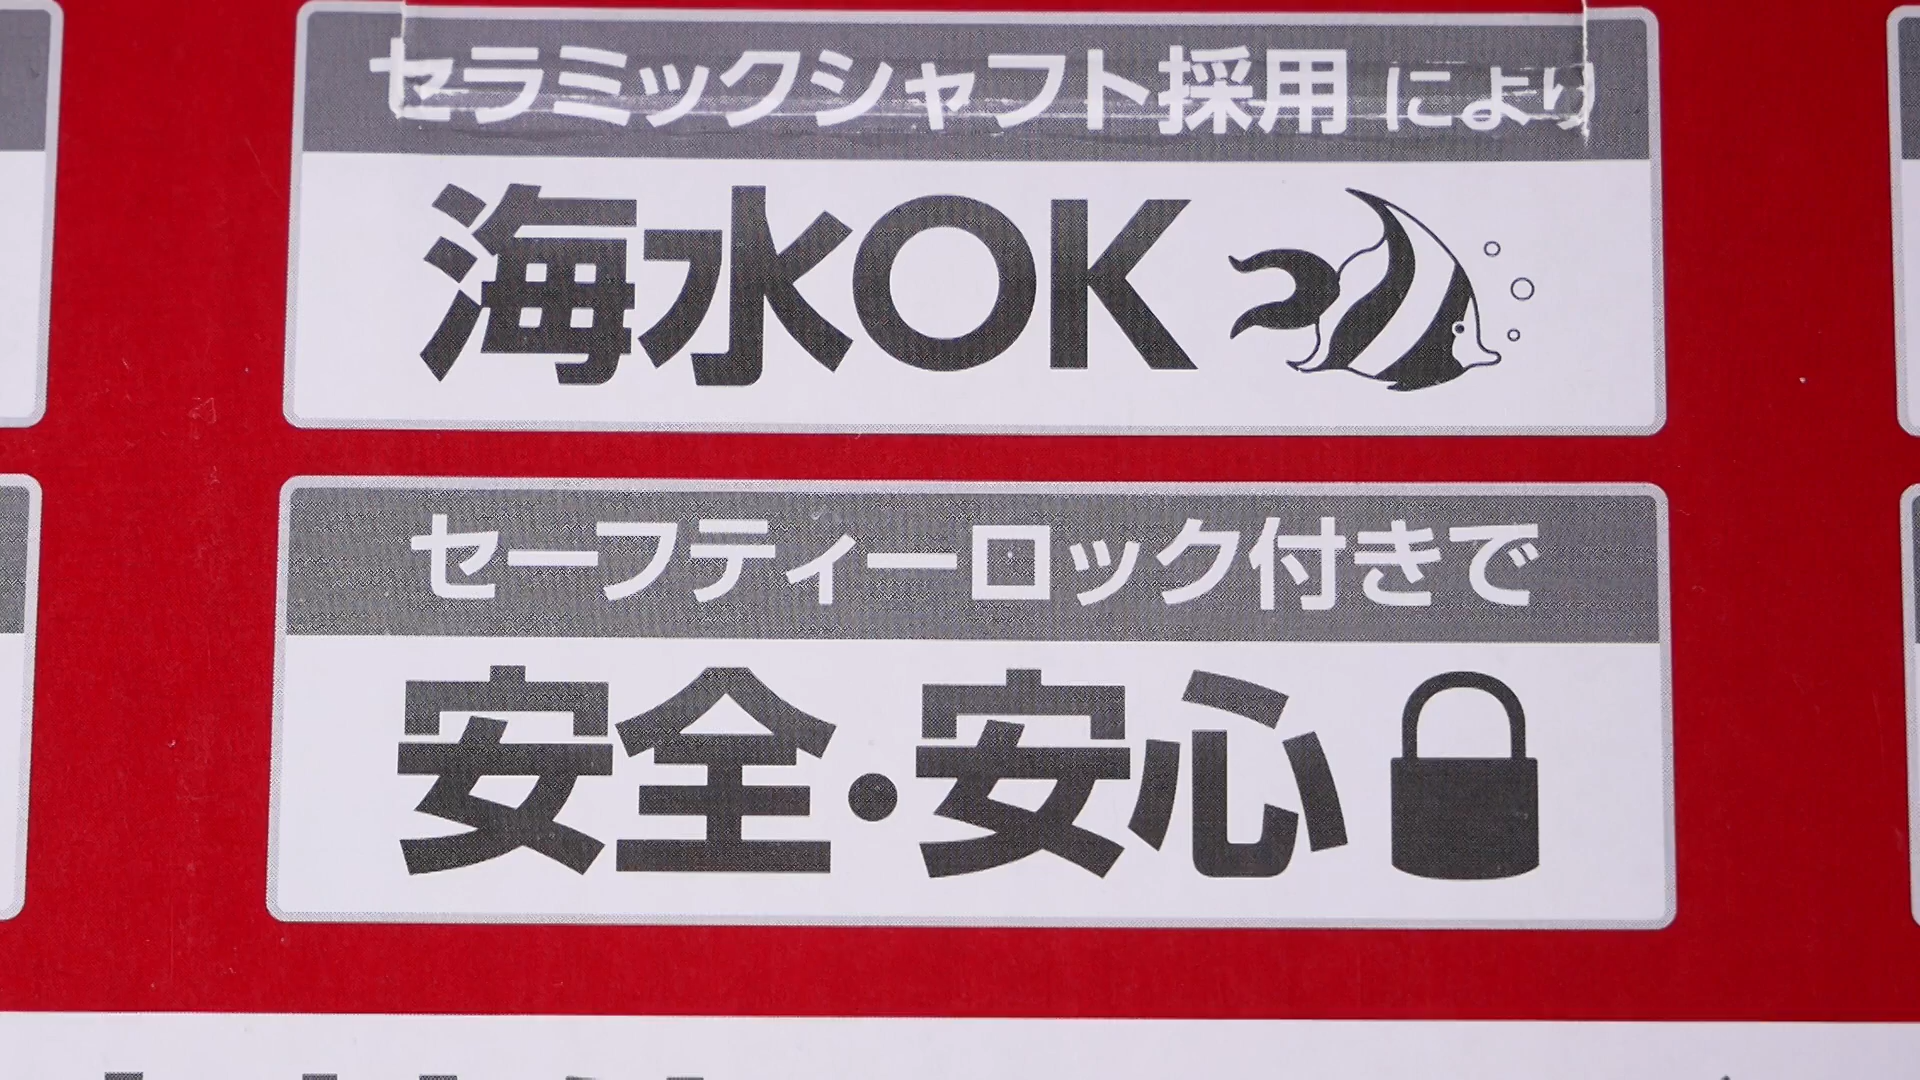 セラミックシャフト採用により
海水OK
セーフティーロック付きで
安全・安心